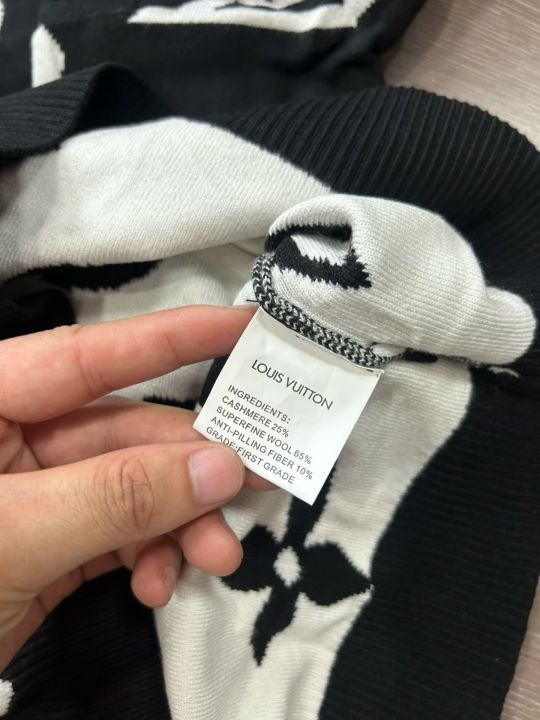 LOUIS VUITTON
INGREDIENTS:
CASHMERE 25%
SUPERFINE WOOL 65%
ANTI-PILLING FIBER 10%
GRADE:FIRST GRADE